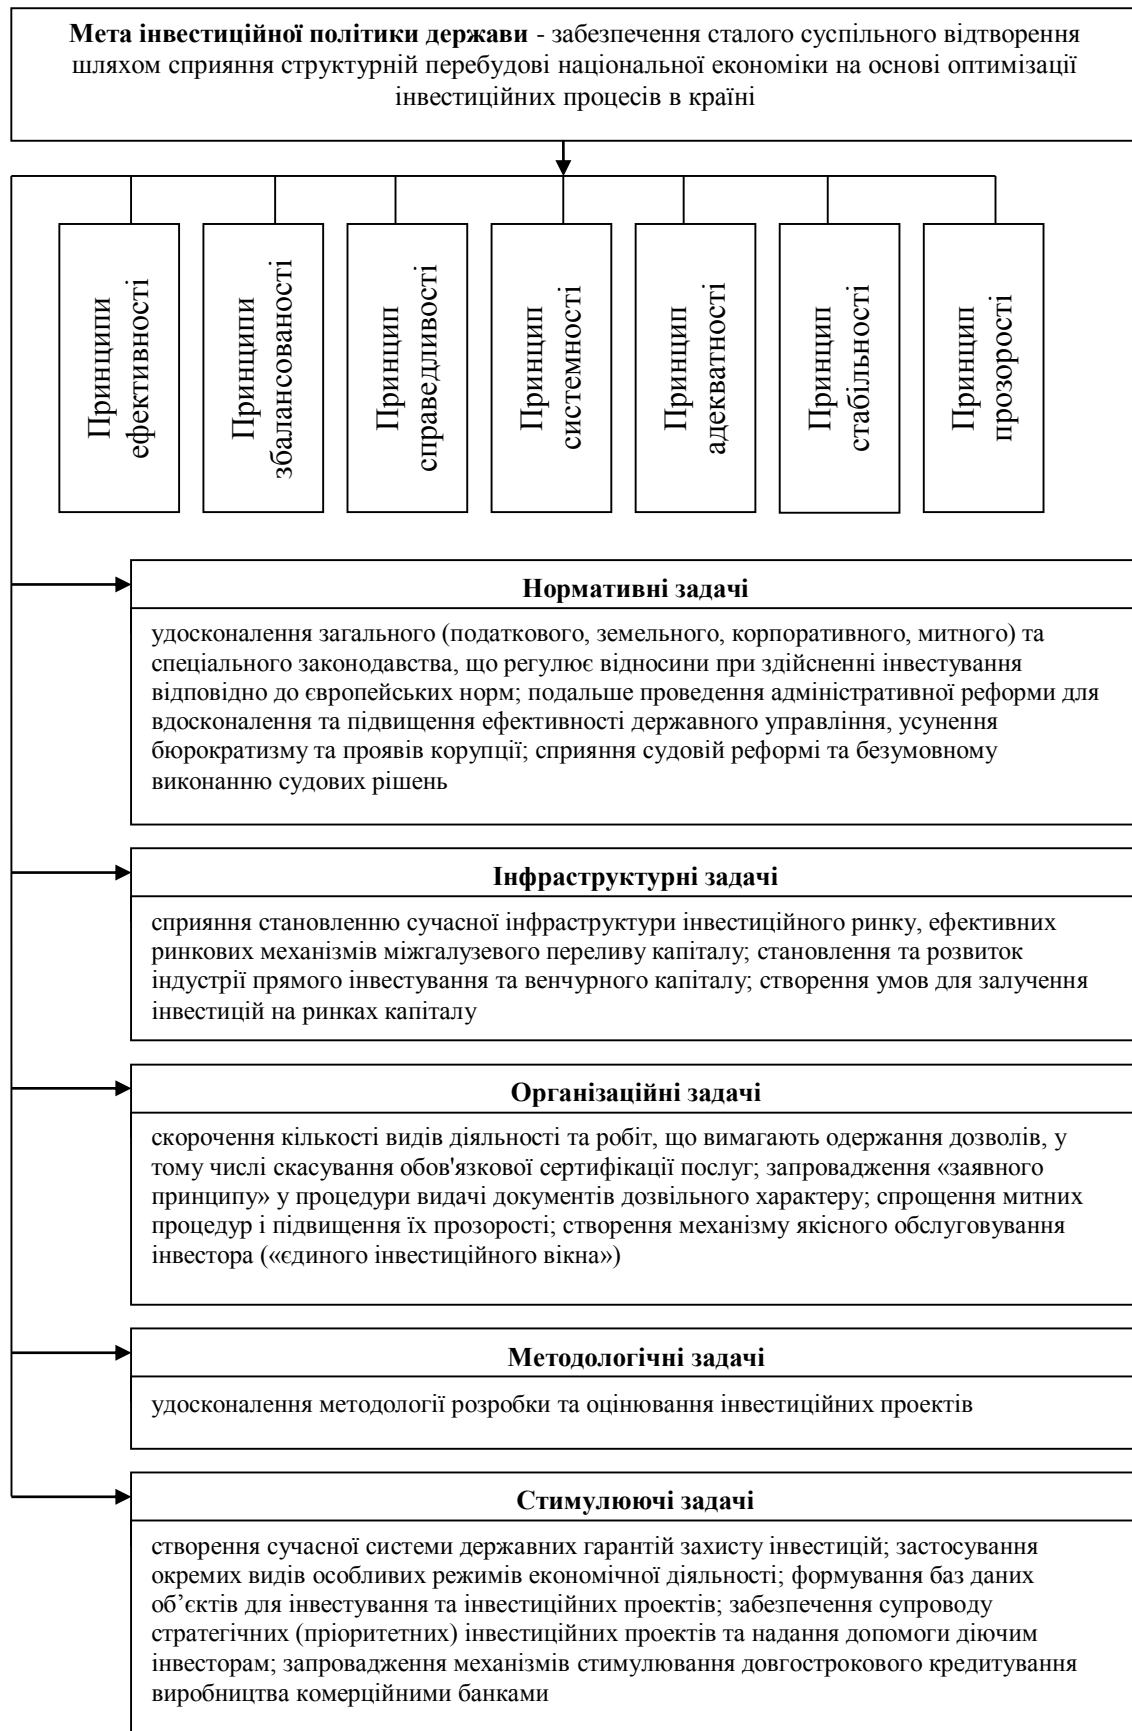 Мета інвестиційної політики держави - забезпечення сталого суспільного відтворення
шляхом сприяння структурній перебудові національної економіки на основі оптимізації
інвестиційних процесів в країні
Принципи
ефективності
Принципи
збалансованості
Принцип
справедливості
Принцип
системності
Принцип
адекватності
Принцип
стабільності
Принцип
прозорості
Нормативні задачі
удосконалення загального (податкового, земельного, корпоративного, митного) та
спеціального законодавства, що регулює відносини при здійсненні інвестування
відповідно до європейських норм; подальше проведення адміністративної реформи для
вдосконалення та підвищення ефективності державного управління, усунення
бюрократизму та проявів корупції; сприяння судовій реформі та безумовному
виконанню судових рішень
Інфраструктурні задачі
сприяння становленню сучасної інфраструктури інвестиційного ринку, ефективних
ринкових механізмів міжгалузевого переливу капіталу; становлення та розвиток
індустрії прямого інвестування та венчурного капіталу; створення умов для залучення
інвестицій на ринках капіталу
Організаційні задачі
скорочення кількості видів діяльності та робіт, що вимагають одержання дозволів, у
тому числі скасування обов'язкової сертифікації послуг; запровадження «заявного
принципу» у процедури видачі документів дозвільного характеру; спрощення митних
процедур і підвищення їх прозорості; створення механізму якісного обслуговування
інвестора («єдиного інвестиційного вікна»)
Методологічні задачі
удосконалення методології розробки та оцінювання інвестиційних проектів
Стимулюючі задачі
створення сучасної системи державних гарантій захисту інвестицій; застосування
окремих видів особливих режимів економічної діяльності; формування баз даних
об’єктів для інвестування та інвестиційних проектів; забезпечення супроводу
стратегічних (пріоритетних) інвестиційних проектів та надання допомоги діючим
інвесторам; запровадження механізмів стимулювання довгострокового кредитування
виробництва комерційними банками